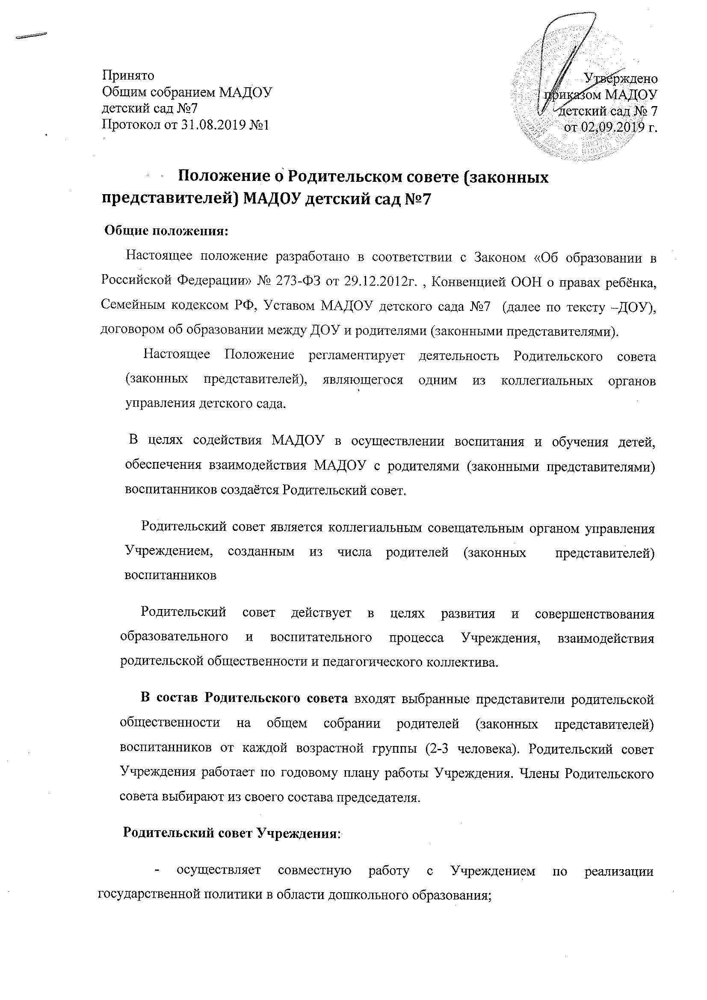 Принято
Общим собранием МАДОУ
детский сад №7
Протокол от 31.08.2019 №1
Утверждено
приказом МАДОУ
детский сад № 7
от 02.09.2019 г.
Положение о Родительском совете (законных
представителей) МАДОУ детский сад №7
Общие положения:
Настоящее положение разработано в соответствии с Законом «Об образовании в
Российской Федерации» № 273-ФЗ от 29.12.2012г. , Конвенцией ООН о правах ребёнка,
Семейным кодексом РФ, Уставом МАДОУ детского сада №7 (далее по тексту –ДОУ),
договором об образовании между ДОУ и родителями (законными представителями).
Настоящее Положение регламентирует деятельность Родительского совета
(законных представителей), являющегося одним из коллегиальных органов
управления детского сада.
В целях содействия МАДОУ в осуществлении воспитания и обучения детей,
обеспечения взаимодействия МАДОУ с родителями (законными представителями)
воспитанников создаётся Родительский совет.
Родительский совет является коллегиальным совещательным органом управления
Учреждением, созданным из числа родителей (законных представителей)
воспитанников
Родительский совет действует в целях развития и совершенствования
образовательного и воспитательного процесса Учреждения, взаимодействия
родительской общественности и педагогического коллектива.
В состав Родительского совета входят выбранные представители родительской
общественности на общем собрании родителей (законных представителей)
воспитанников от каждой возрастной группы (2-3 человека). Родительский совет
Учреждения работает по годовому плану работы Учреждения. Члены Родительского
совета выбирают из своего состава председателя.
Родительский совет Учреждения:
- осуществляет совместную работу с Учреждением по реализации
государственной политики в области дошкольного образования;